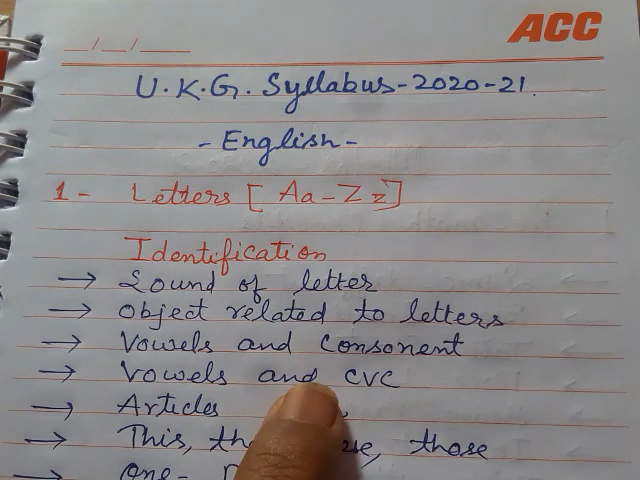 ACC
U.K.G. Syllabus-2020-21.
- English -
1- Letters [ Aa-Zz]
Identification
→ Sound of letter
→ Object related to letters
→ Vowels and Consonent
→ Vowels and CVC
→ Articles
→ This, those
→ One-